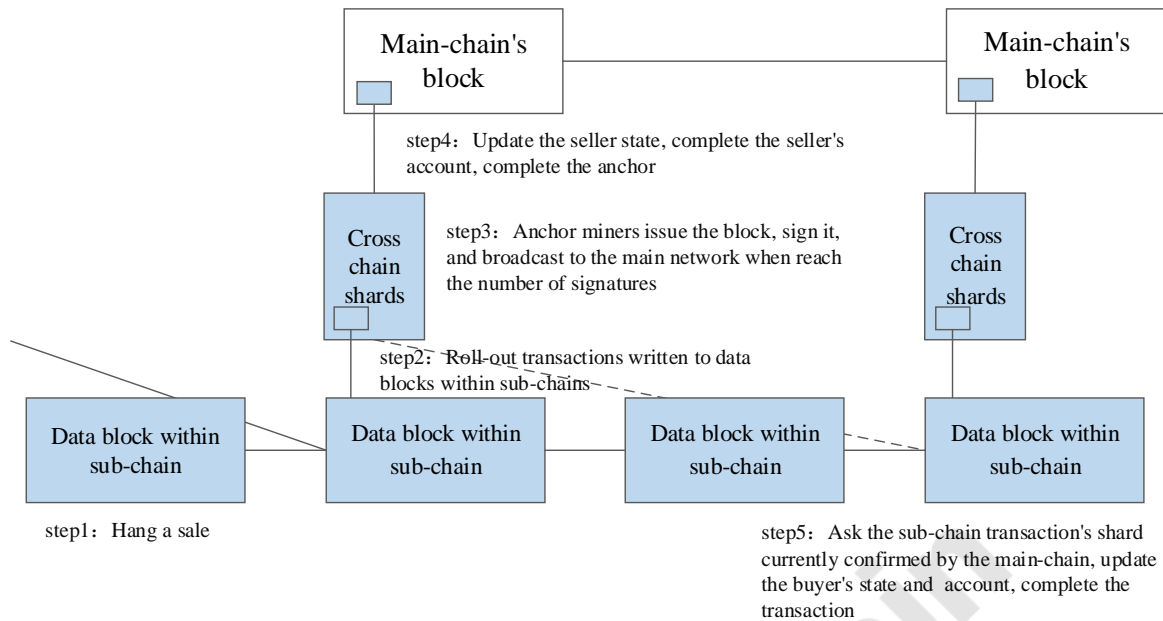 Main-chain's
block
Main-chain's
block
step4：Update the seller state, complete the seller's
account, complete the anchor
Cross
chain
shards
step3：Anchor miners issue the block, sign it,
and broadcast to the main network when reach
the number of signatures
Cross
chain
shards
step2：Roll-out transactions written to data
blocks within sub-chains
Data block within
sub-chain
Data block within
sub-chain
Data block within
sub-chain
Data block within
sub-chain
step1：Hang a sale
step5：Ask the sub-chain transaction's shard
currently confirmed by the main-chain, update
the buyer's state and account, complete the
transaction